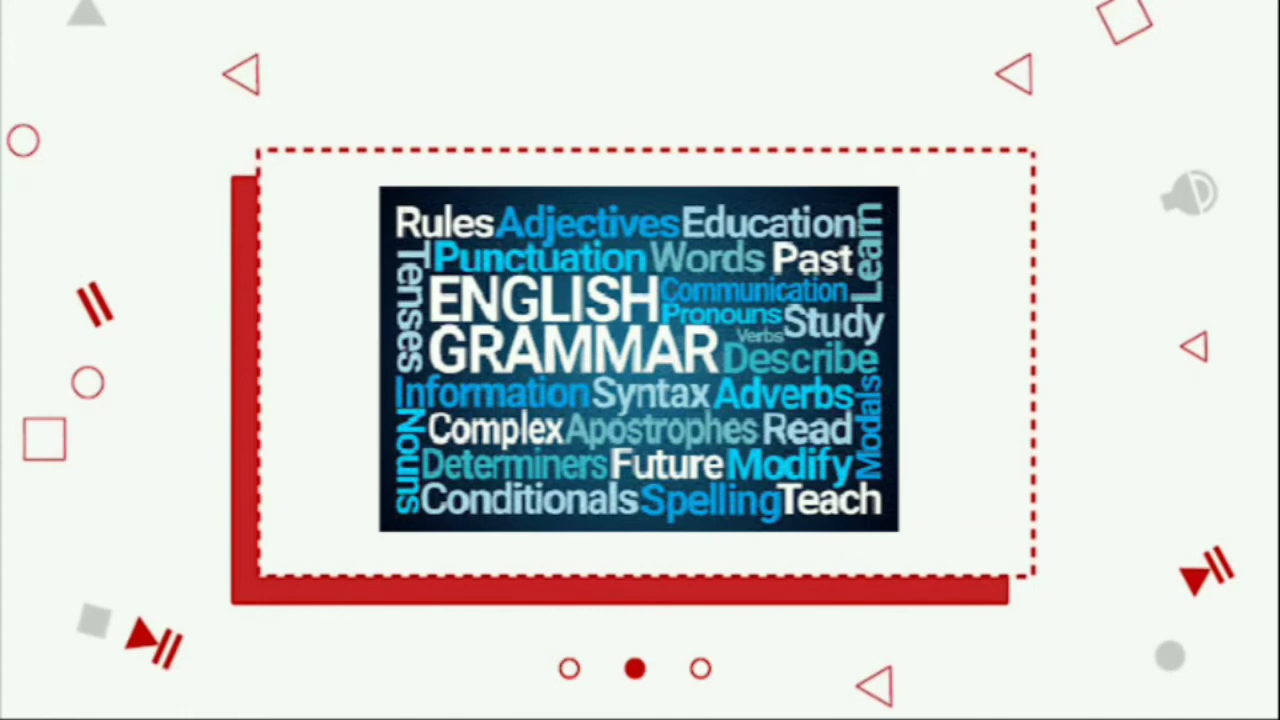 Rules Adjectives Education
Learn
Tenses
Punctuation Words Past
ENGLISH
Communication
Pronouns
Verbs
Study
GRAMMAR
Describe
Information Syntax Adverbs
Modals
Nouns
Complex Apostrophes Read
Determiners Future Modify
Conditionals Spelling Teach